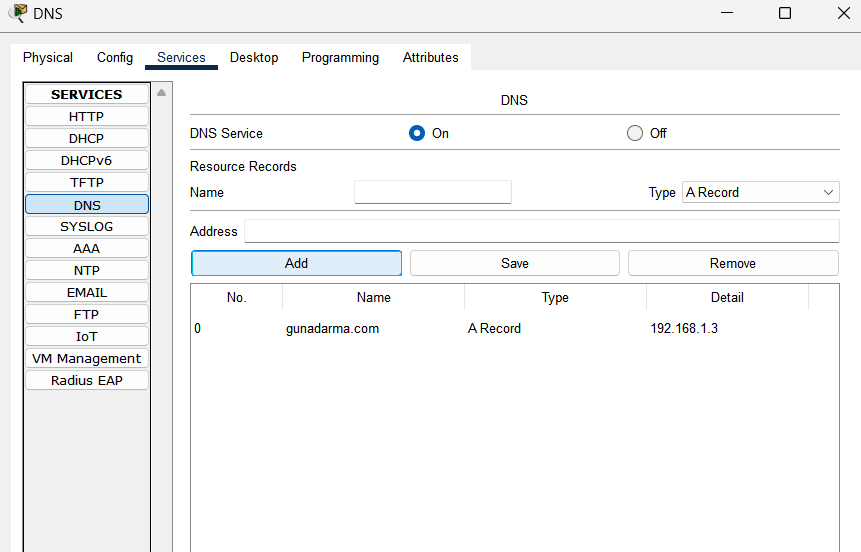 DNS
Physical Config Services Desktop Programming Attributes
SERVICES
HTTP
DHCP
DHCPv6
TFTP
DNS
SYSLOG
AAA
NTP
EMAIL
FTP
IoT
VM Management
Radius EAP
DNS
DNS Service On Off
Resource Records
Name Type A Record
Address
Add Save Remove
No. Name Type Detail
0 gunadarma.com A Record 192.168.1.3